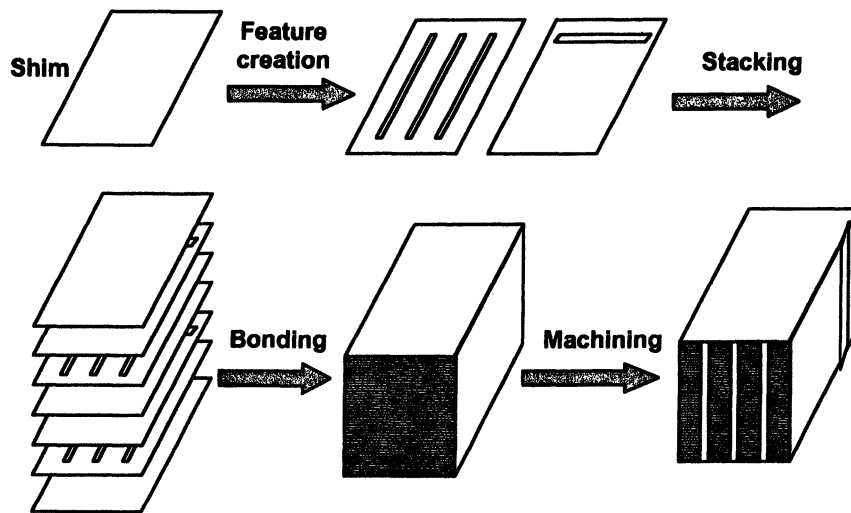 Shim
Feature
creation
Stacking
Bonding
Machining